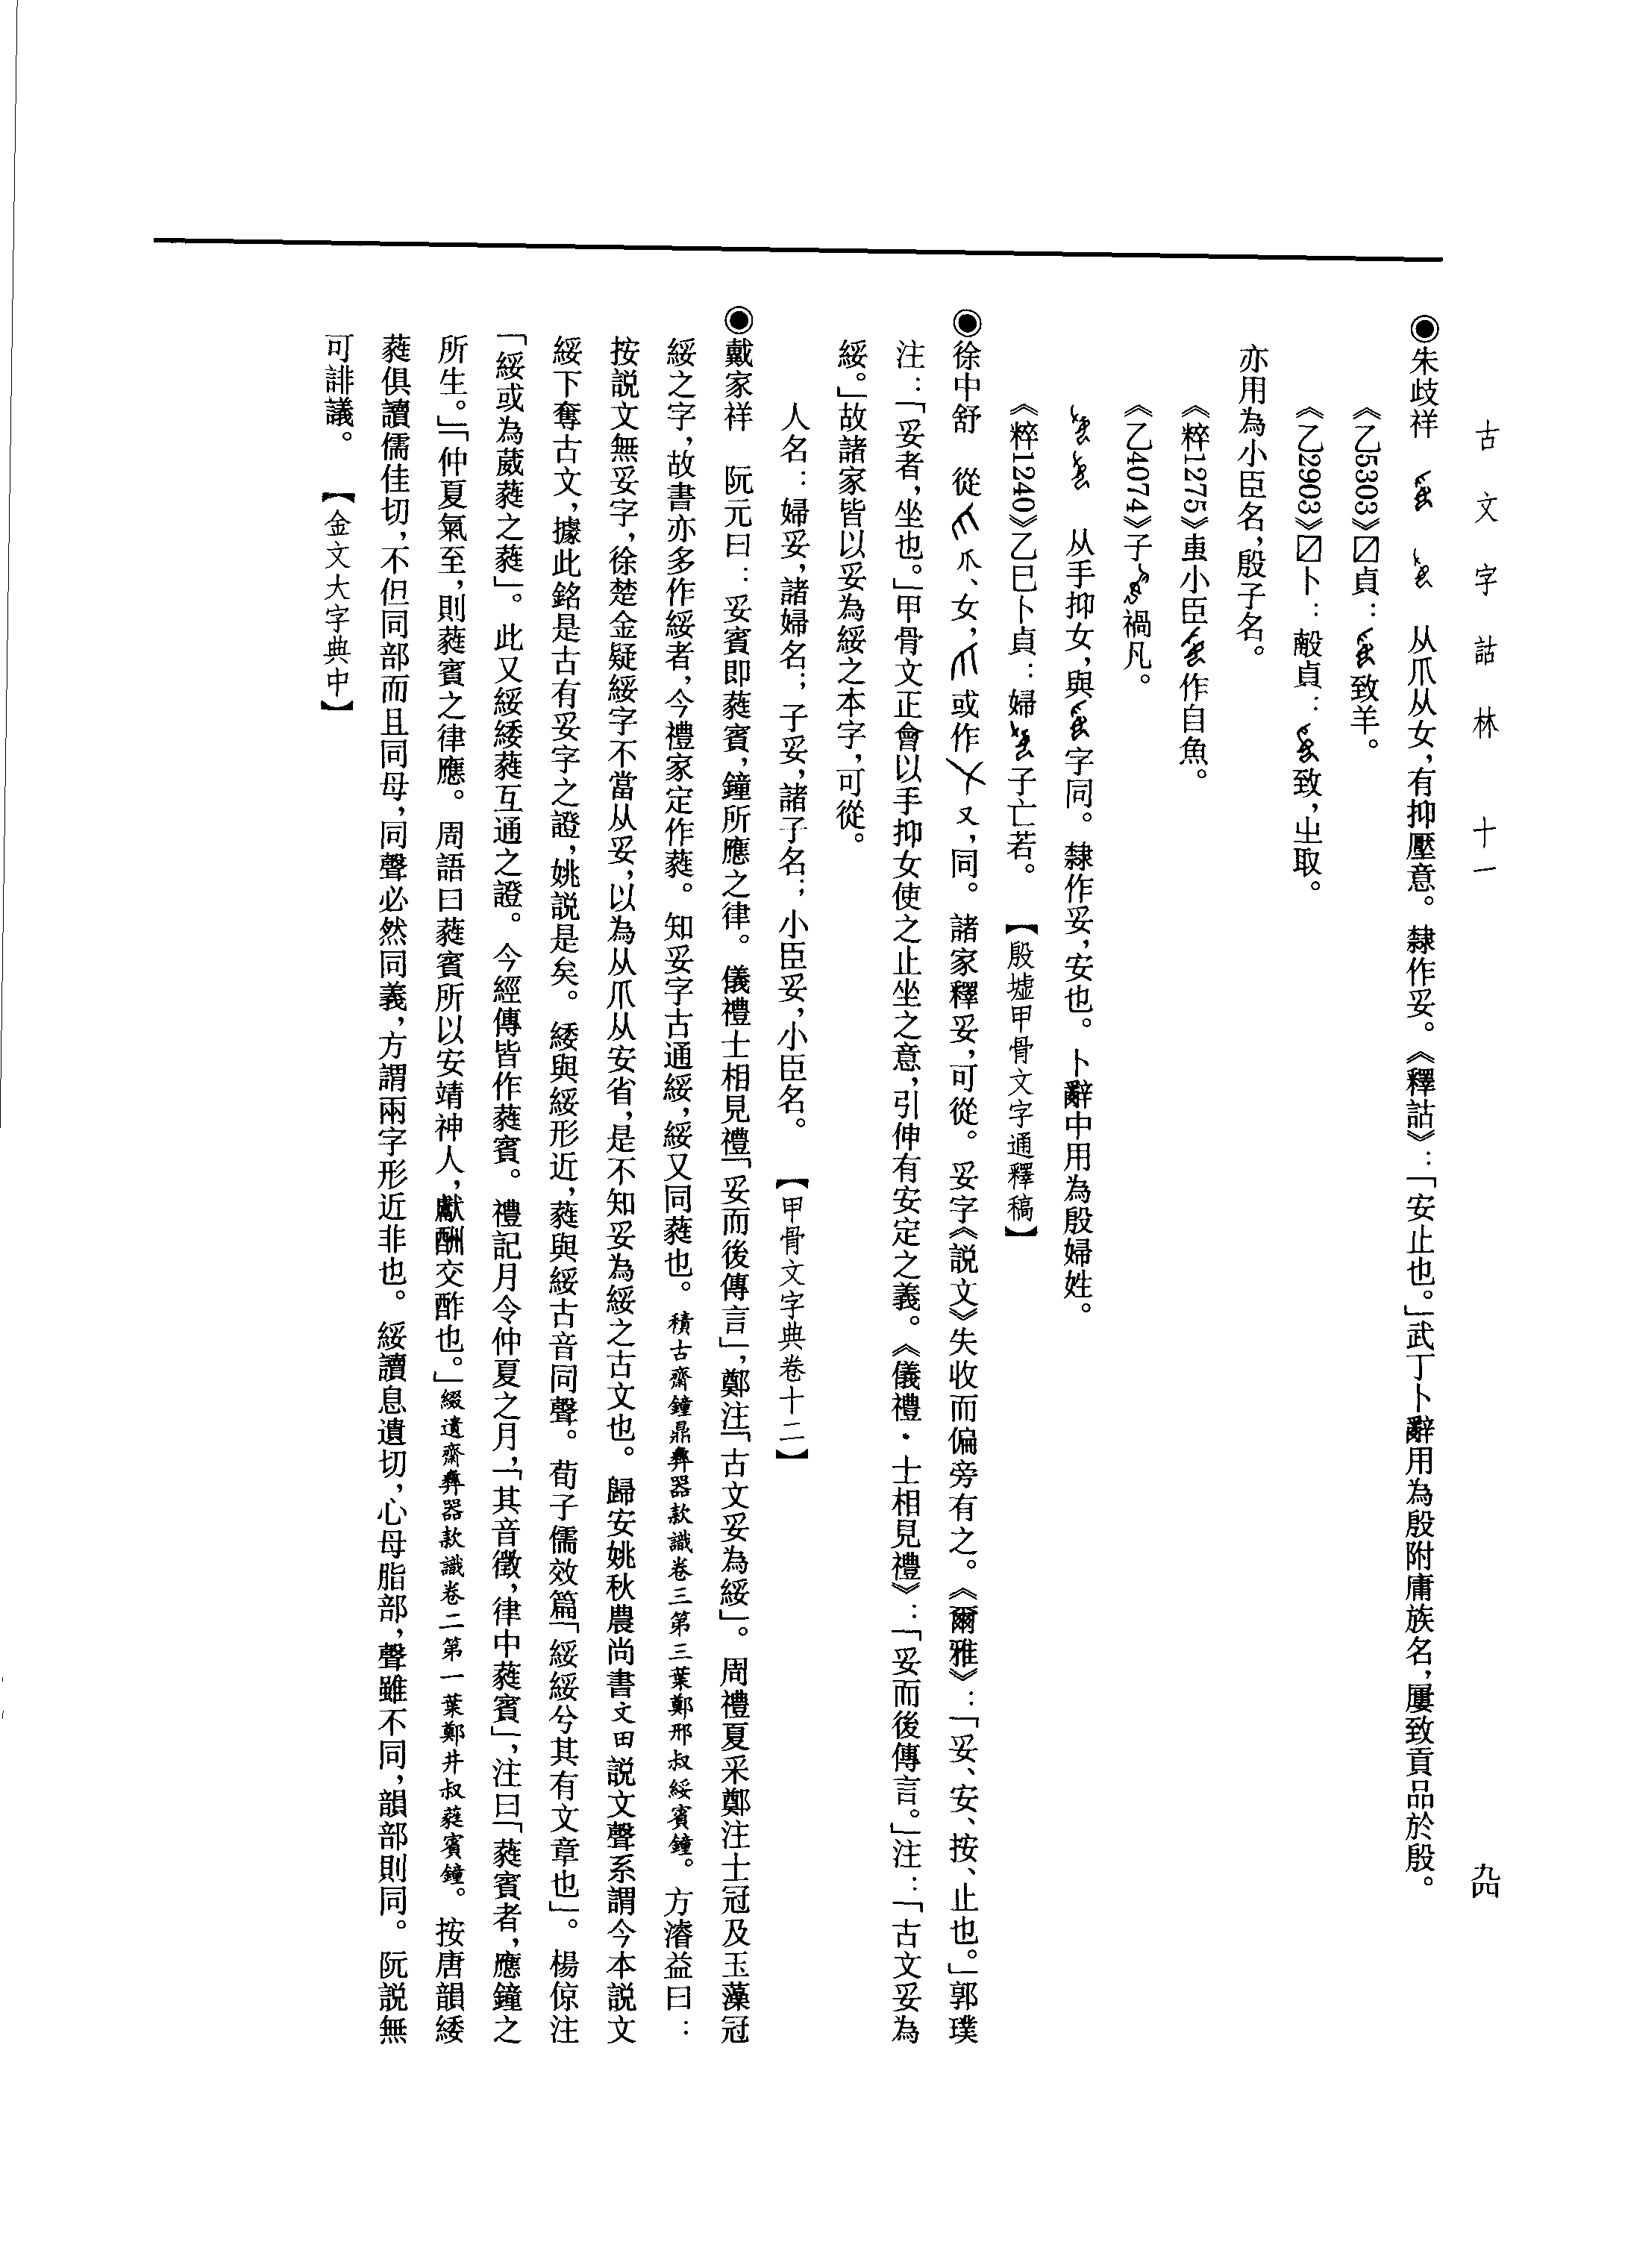 古文字詁林 十一
九四
◉朱歧祥 从爪从女，有抑壓意。隸作妥。《釋詁》：「安止也。」武丁卜辭用為殷附庸族名，屢致貢品於殷。
《乙5303》☑貞：致羊。
《乙2903》☑卜：㱿貞：致，㞢取。
亦用為小臣名，殷子名。
《粹1275》叀小臣作自魚。
《乙4074》子禍凡。
从手抑女，與字同。隸作妥，安也。卜辭中用為殷婦姓。
《粹1240》乙巳卜貞：婦子亡若。【殷墟甲骨文字通釋稿】
◉徐中舒 從爪、女，或作又，同。諸家釋妥，可從。妥字《説文》失收而偏旁有之。《爾雅》：「妥、安、按、止也。」郭璞
注：「妥者，坐也。」甲骨文正會以手抑女使之止坐之意，引伸有安定之義。《儀禮·士相見禮》：「妥而後傳言。」注：「古文妥為
綏。」故諸家皆以妥為綏之本字，可從。
人名：婦妥，諸婦名；子妥，諸子名；小臣妥，小臣名。【甲骨文字典卷十二】
◉戴家祥 阮元曰：妥賓即蕤賓，鐘所應之律。儀禮士相見禮「妥而後傳言」，鄭注「古文妥為綏」。周禮夏采鄭注士冠及玉藻冠
綏之字，故書亦多作綏者，今禮家定作蕤。知妥字古通綏，綏又同蕤也。積古齋鐘鼎彝器款識卷三第三葉鄭邢叔綏賓鐘。方濬益曰：
按説文無妥字，徐楚金疑綏字不當从妥，以為从爪从安省，是不知妥為綏之古文也。歸安姚秋農尚書文田説文聲系謂今本説文
綏下奪古文，據此銘是古有妥字之證，姚説是矣。緌與綏形近，蕤與綏古音同聲。荀子儒效篇「綏綏兮其有文章也」。楊倞注
「綏或為葳蕤之蕤」。此又綏緌蕤互通之證。今經傳皆作蕤賓。禮記月令仲夏之月，「其音徵，律中蕤賓」，注曰「蕤賓者，應鐘之
所生。」「仲夏氣至，則蕤賓之律應。周語曰蕤賓所以安靖神人，獻酬交酢也。」綴遺齋彝器款識卷二第一葉鄭井叔蕤賓鐘。按唐韻緌
蕤俱讀儒佳切，不但同部而且同母，同聲必然同義，方謂兩字形近非也。綏讀息遺切，心母脂部，聲雖不同，韻部則同。阮説無
可誹議。【金文大字典中】